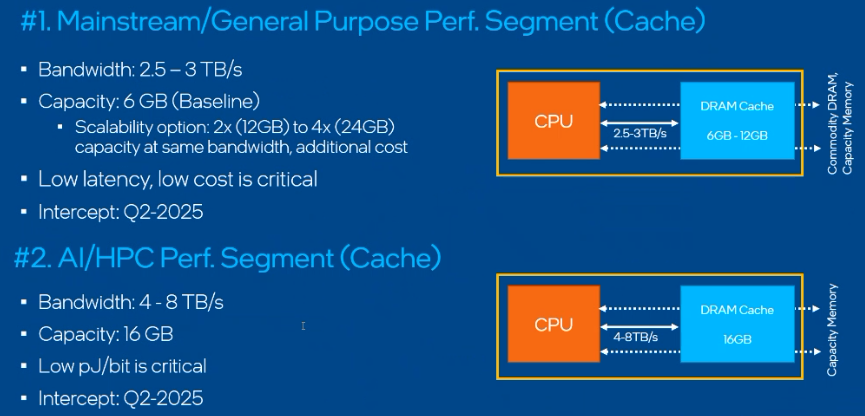 #1. Mainstream/General Purpose Perf. Segment (Cache)
▪ Bandwidth: 2.5 – 3 TB/s
▪ Capacity: 6 GB (Baseline)
▪ Scalability option: 2x (12GB) to 4x (24GB)
capacity at same bandwidth, additional cost
▪ Low latency, low cost is critical
▪ Intercept: Q2-2025
CPU
2.5-3TB/s
DRAM Cache
6GB - 12GB
Commodity DRAM,
Capacity Memory
#2. AI/HPC Perf. Segment (Cache)
▪ Bandwidth: 4 - 8 TB/s
▪ Capacity: 16 GB
▪ Low pJ/bit is critical
▪ Intercept: Q2-2025
CPU
4-8TB/s
DRAM Cache
16GB
Capacity Memory